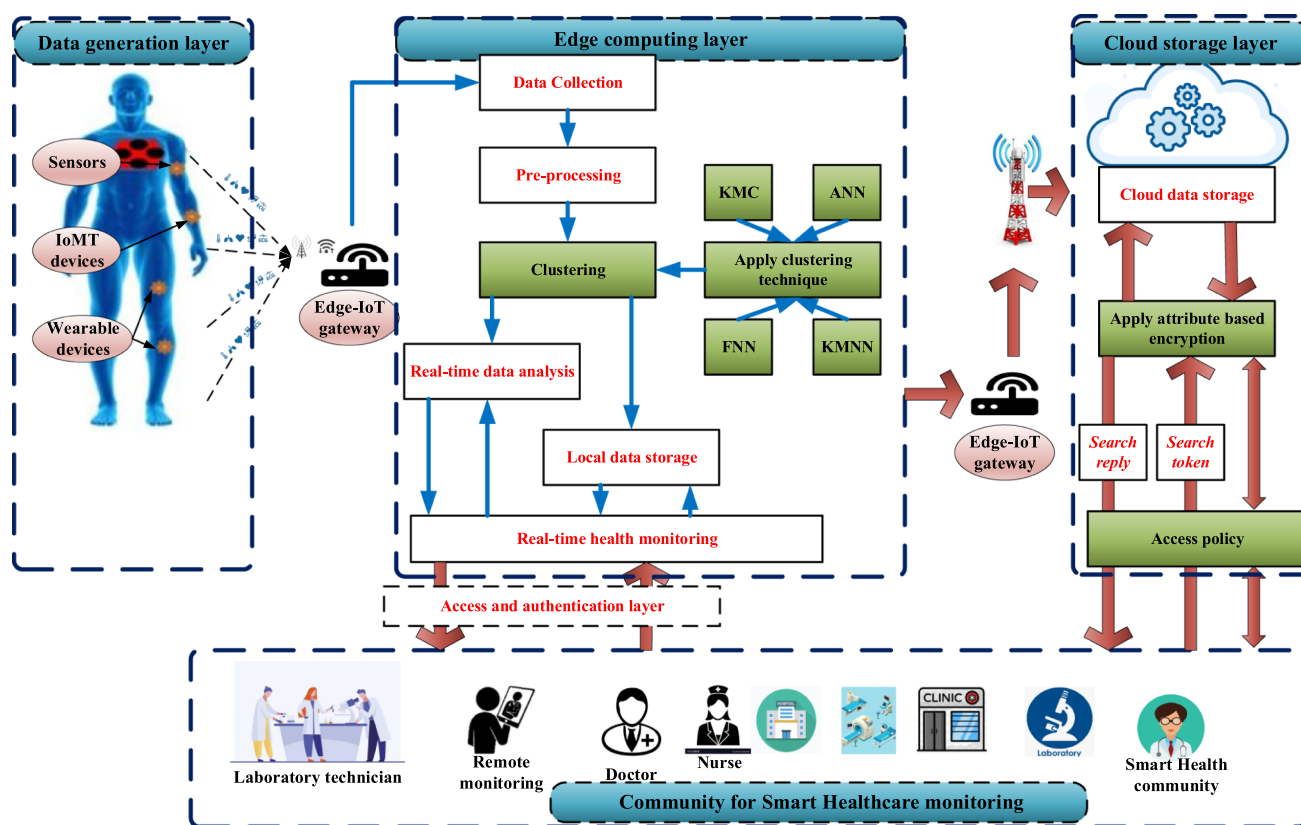 Data generation layer
Edge computing layer
Cloud storage layer
Data Collection
Sensors
Pre-processing
KMC
ANN
Cloud data storage
IoMT
devices
Clustering
Apply clustering
technique
Edge-IoT
gateway
Wearable
devices
FNN
KMNN
Apply attribute based
encryption
Real-time data analysis
Edge-IoT
gateway
Search
reply
Search
token
Local data storage
Real-time health monitoring
Access policy
Access and authentication layer
HOSPITAL
CLINIC
Laboratory
Laboratory technician
Remote
monitoring
Doctor
Nurse
Smart Health
community
Community for Smart Healthcare monitoring